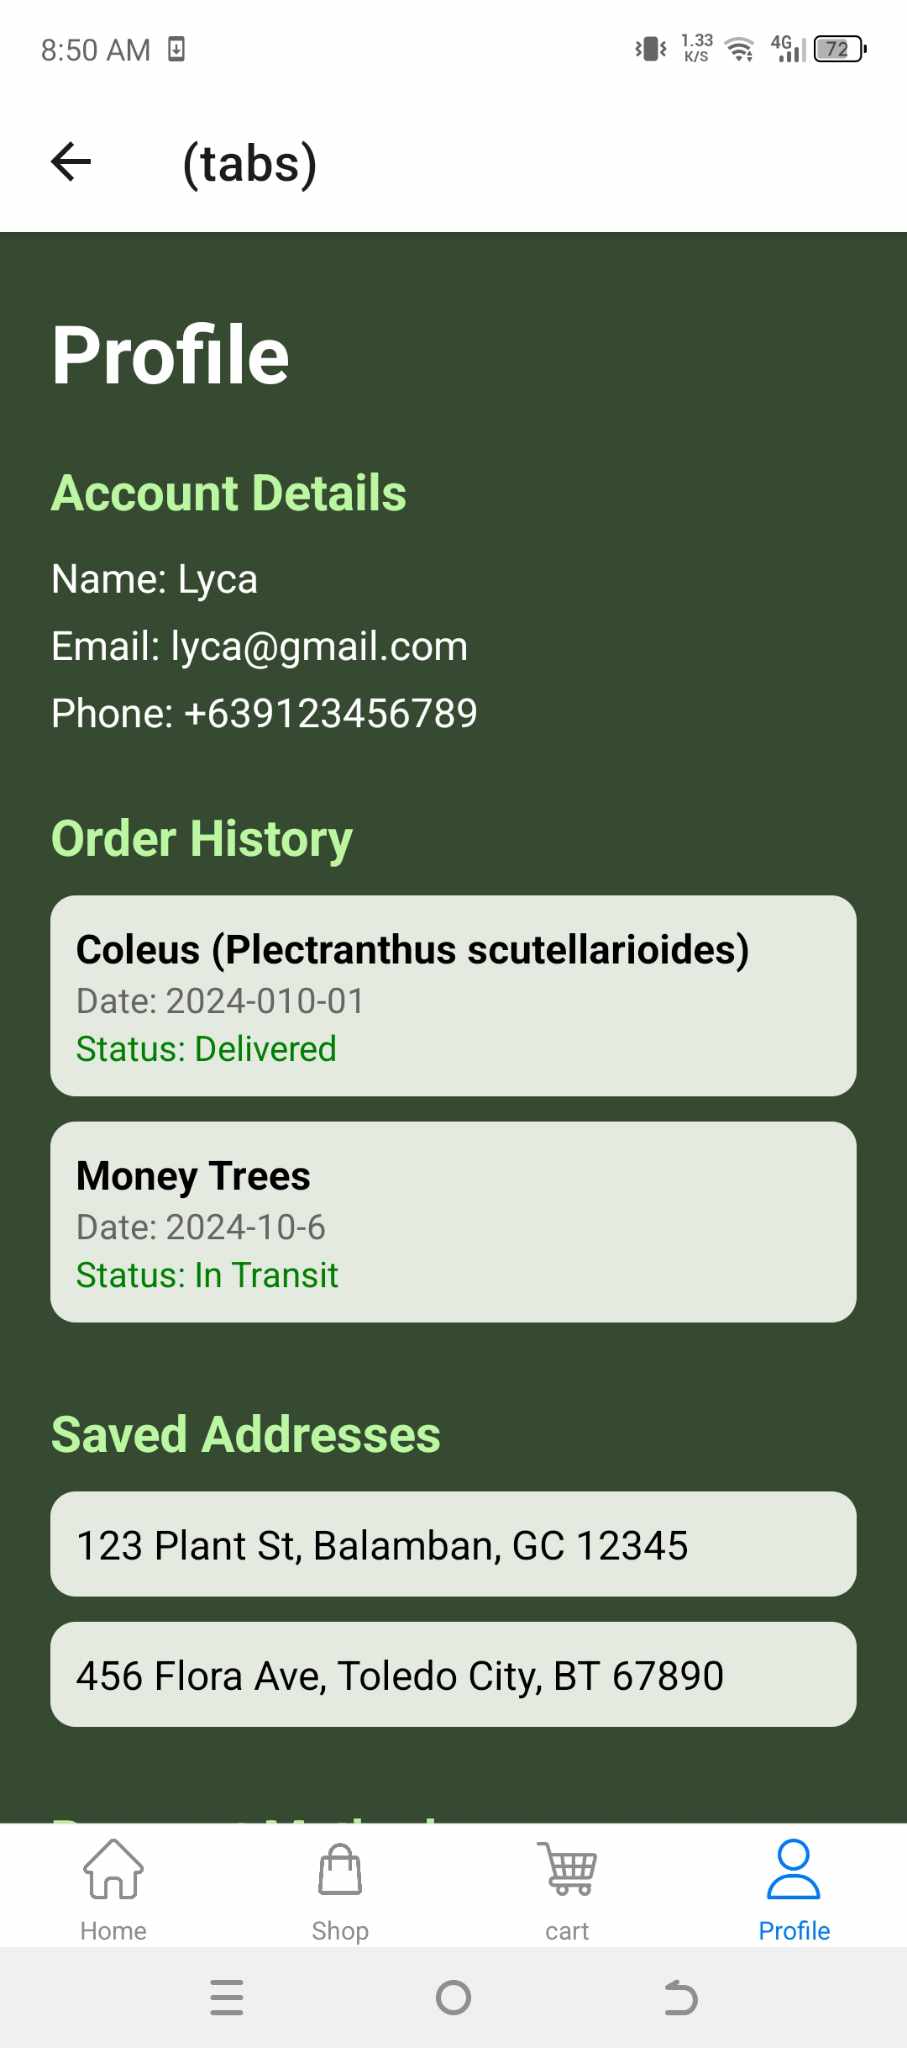 8:50 AM
1.33
K/S
4G
72
(tabs)
Profile
Account Details
Name: Lyca
Email: lyca@gmail.com
Phone: +639123456789
Order History
Coleus (Plectranthus scutellarioides)
Date: 2024-010-01
Status: Delivered
Money Trees
Date: 2024-10-6
Status: In Transit
Saved Addresses
123 Plant St, Balamban, GC 12345
456 Flora Ave, Toledo City, BT 67890
Home
Shop
cart
Profile